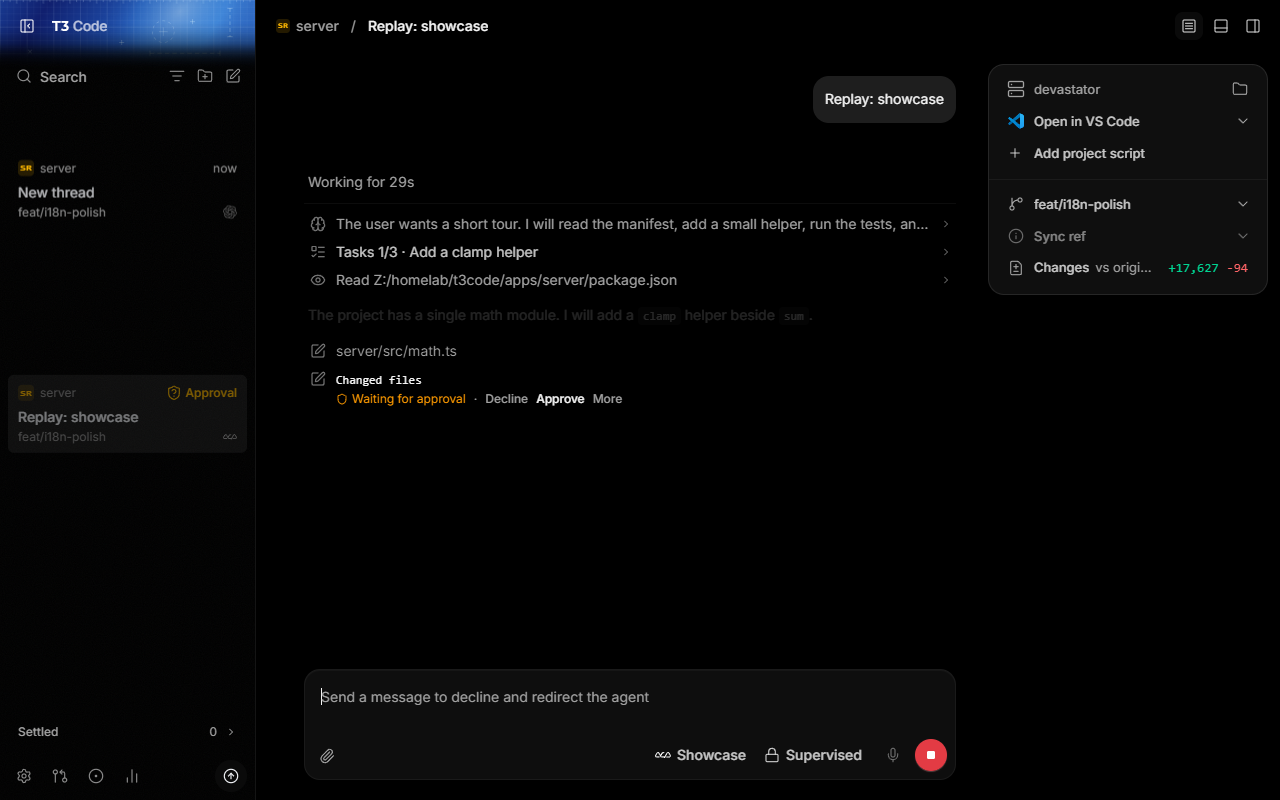 T3 Code
Search
SR server now
New thread
feat/i18n-polish
SR server Approval
Replay: showcase
feat/i18n-polish
Settled 0
SR server / Replay: showcase
Replay: showcase
Working for 29s
The user wants a short tour. I will read the manifest, add a small helper, run the tests, an...
Tasks 1/3 · Add a clamp helper
Read Z:/homelab/t3code/apps/server/package.json
The project has a single math module. I will add a clamp helper beside sum.
server/src/math.ts
Changed files
Waiting for approval · Decline Approve More
Send a message to decline and redirect the agent
Showcase Supervised
devastator
Open in VS Code
Add project script
feat/i18n-polish
Sync ref
Changes vs origi... +17,627 -94